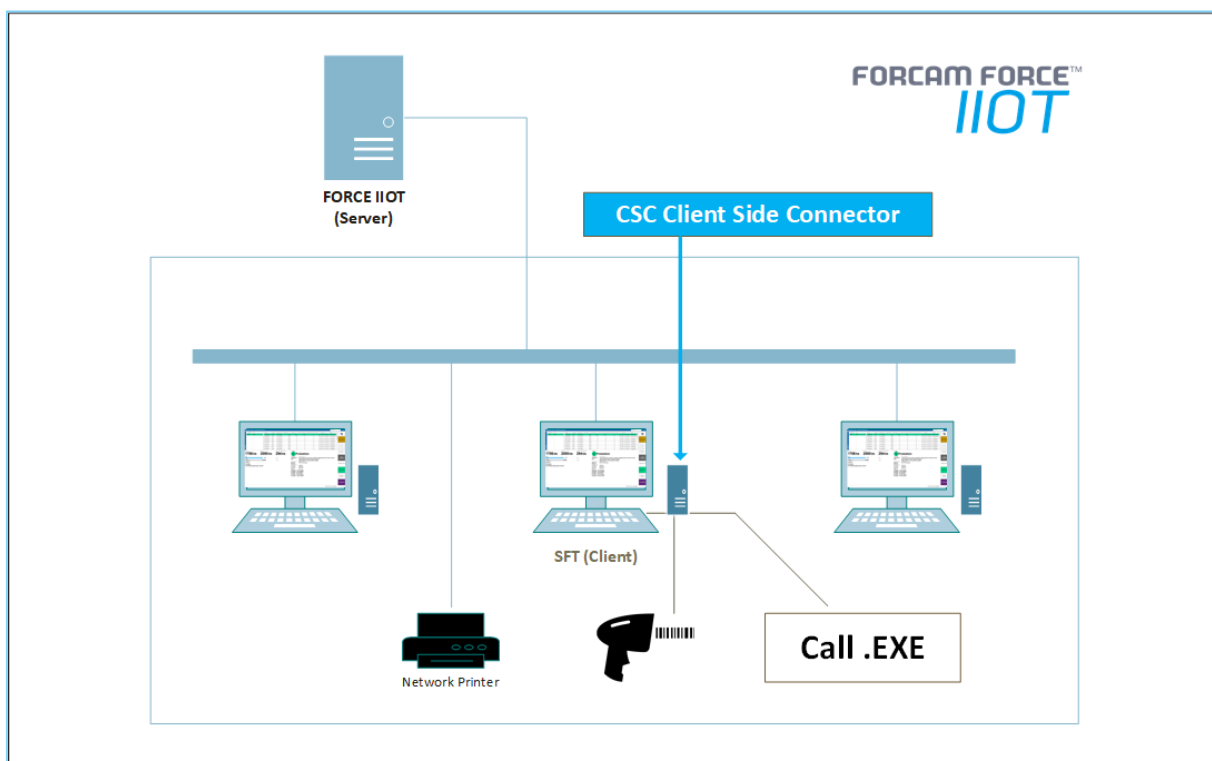 FORCAM FORCE™
IIOT
FORCE IIOT
(Server)
CSC Client Side Connector
SFT (Client)
Call .EXE
Network Printer